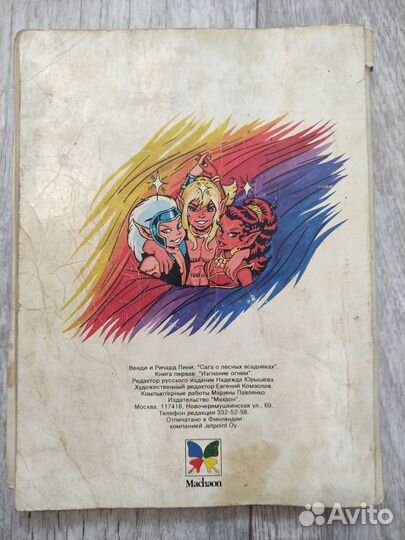 Венди и Ричард Пини. "Сага о лесных всадниках".
Книга первая: "Изгнание огнем"
Редактор русского издания Надежда Юрышева.
Художественный редактор Евгений Комзолов.
Компьютерные работы Марины Павленко.
Издательство "Махаон".
Москва, 117418, Новочеремушкинская ул., 69.
Телефон редакции 332-52-58.
Отпечатано в Финляндии
компанией Jetpoint Oy.
Machaon
Avito